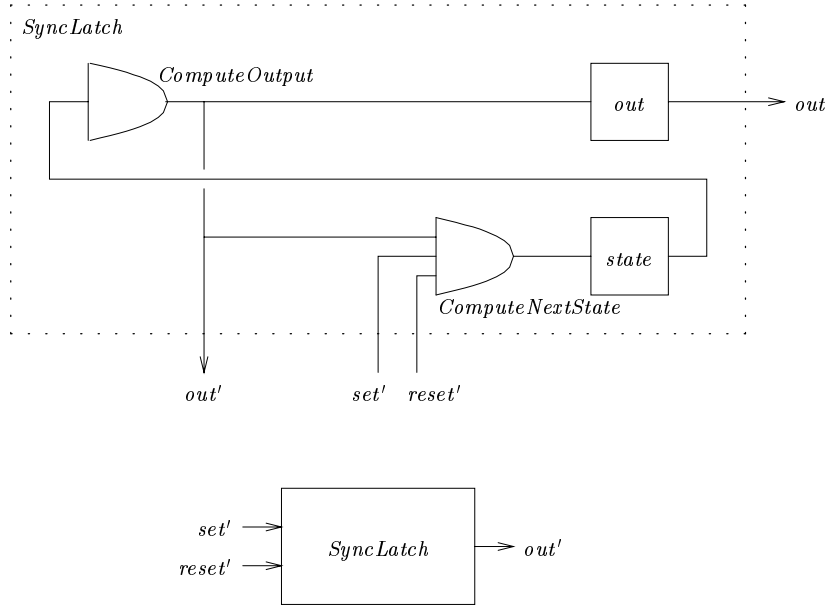 SyncLatch
ComputeOutput
out
out
state
ComputeNextState
out′
set′
reset′
set′
SyncLatch
out′
reset′